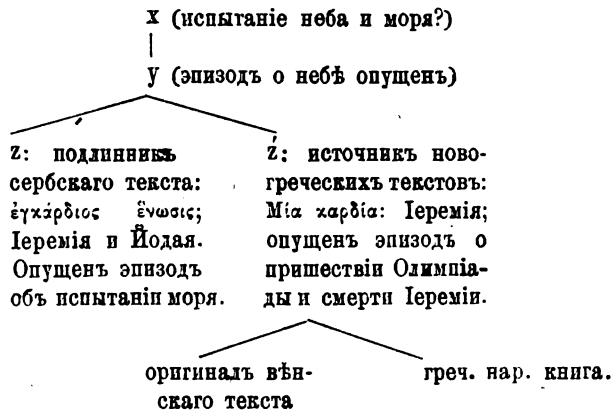 x (испытаніе неба и моря?)
y (эпизодъ о небѣ опущенъ)
z: подлинникъ
сербскаго текста:
ἐγκάρδιος ἕνωσις;
Іеремія и Йодая.
Опущенъ эпизодъ
объ испытаніи моря.
ź: источникъ ново-
греческихъ текстовъ:
Μία καρδία: Іеремія;
опущенъ эпизодъ о
пришествіи Олимпіа-
ды и смерти Іереміи.
оригиналъ вѣн-
скаго текста
греч. нар. книга.